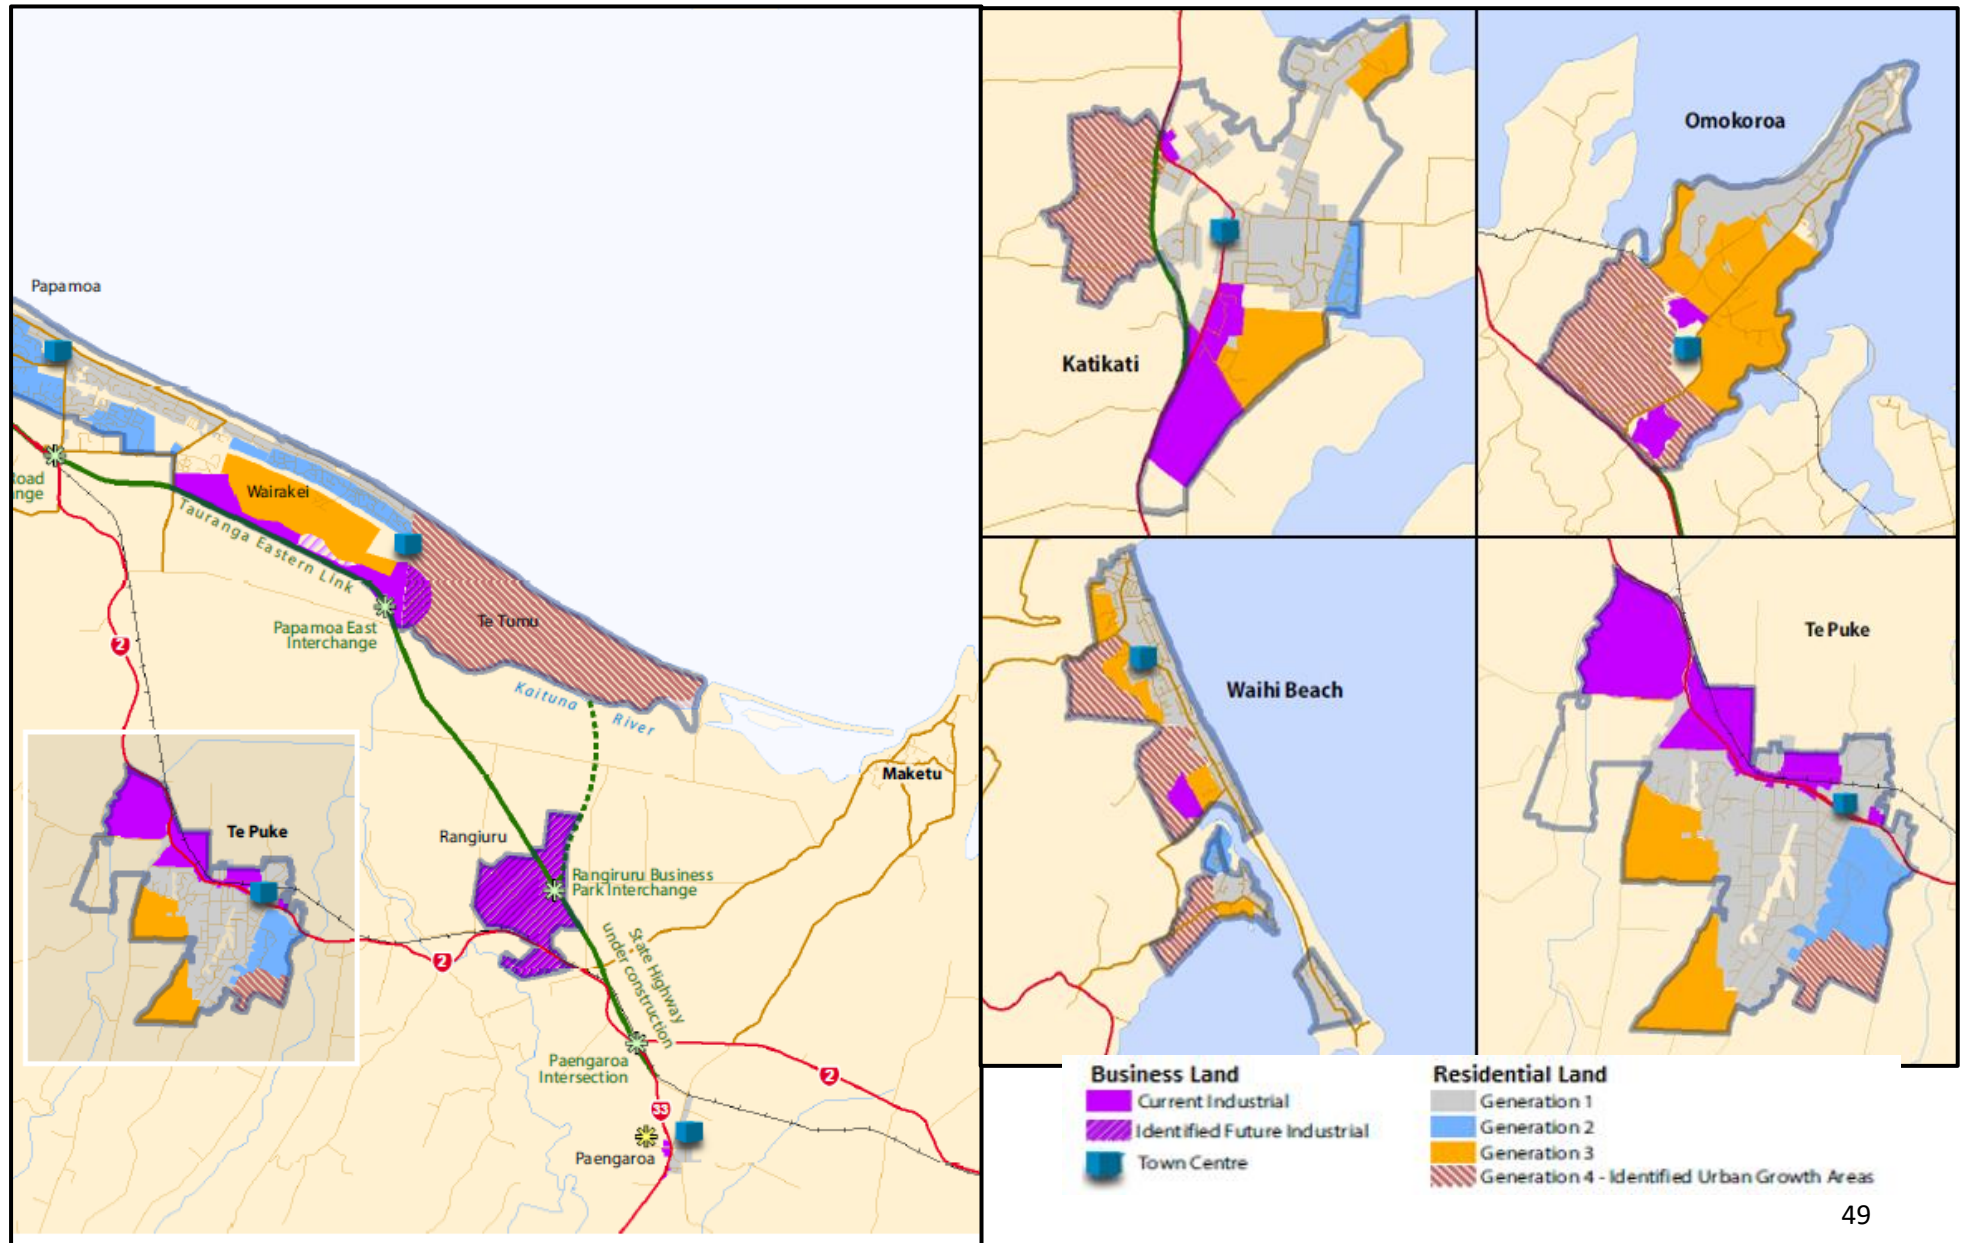 Papamoa
Road
nge
Wairakei
Tauranga Eastern Link
Papamoa East
Interchange
Te Tumu
Kaituna
River
2
Maketu
Te Puke
Rangiuru
Rangiruru Business
Park Interchange
State Highway
under construction
2
Paengaroa
Intersection
2
33
Paengaroa
Katikati
Omokoroa
Waihi Beach
Te Puke
Business Land
Current Industrial
Identified Future Industrial
Town Centre
Residential Land
Generation 1
Generation 2
Generation 3
Generation 4 - Identified Urban Growth Areas
49